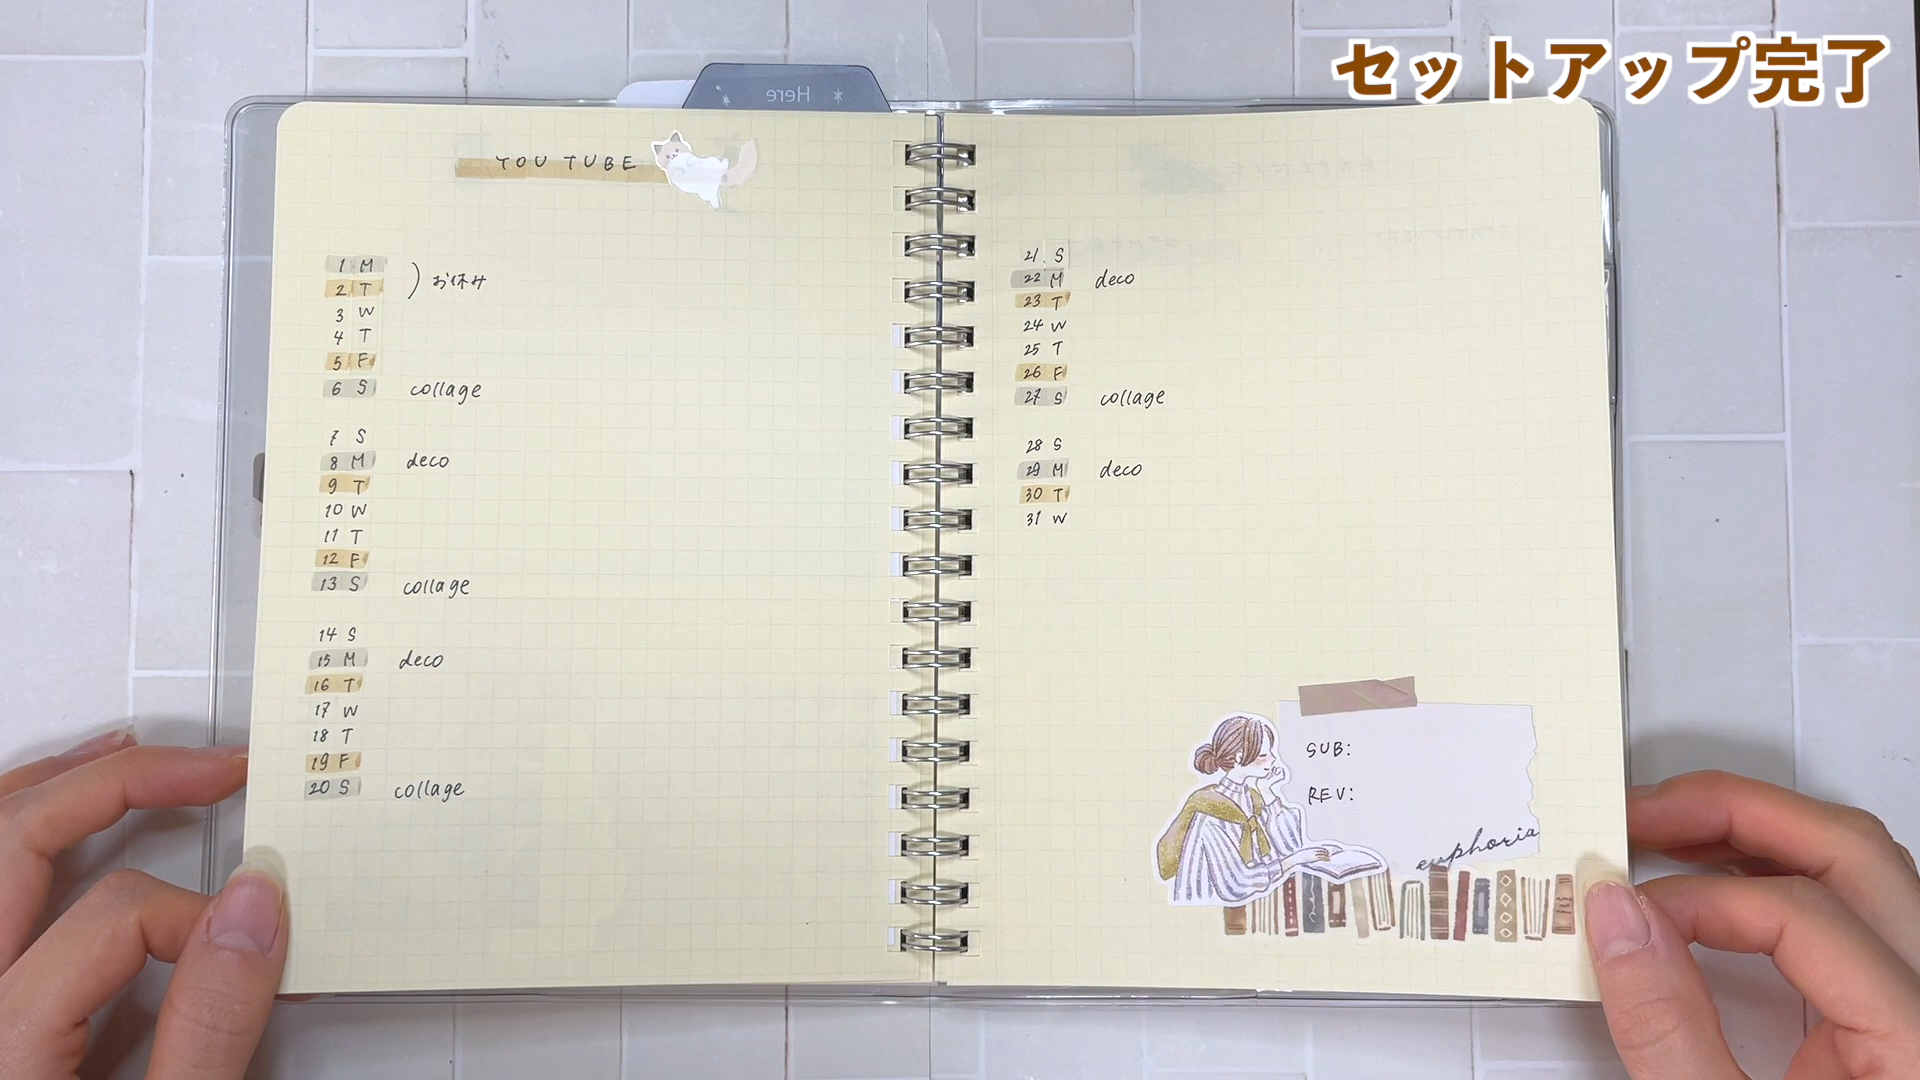 セットアップ完了
Here
YOU TUBE
1 M
2 T
) お休み
3 W
4 T
5 F
6 S collage
7 S
8 M deco
9 T
10 W
11 T
12 F
13 S collage
14 S
15 M deco
16 T
17 W
18 T
19 F
20 S collage
21. S
22 M deco
23 T
24 W
25 T
26 F
27 S collage
28 S
29 M deco
30 T
31 W
SUB:
REV:
euphoria